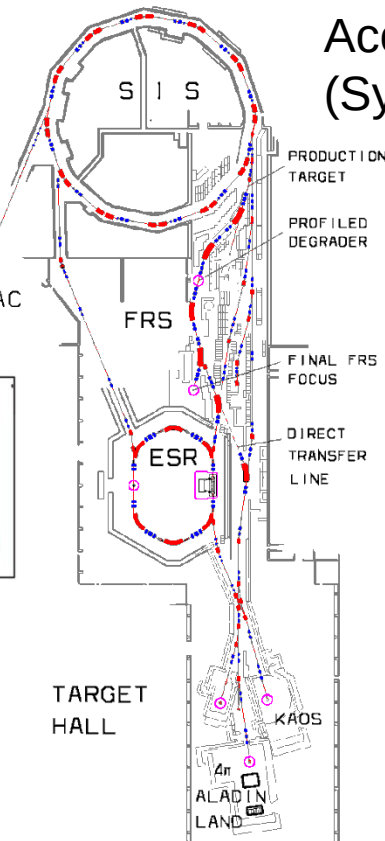 Acc
(Sy
S I S
PRODUCTION
TARGET
PROFILED
DEGRADER
AC
FRS
FINAL FRS
FOCUS
ESR
DIRECT
TRANSFER
LINE
TARGET
HALL
KAOS
4π
ALADIN
LAND